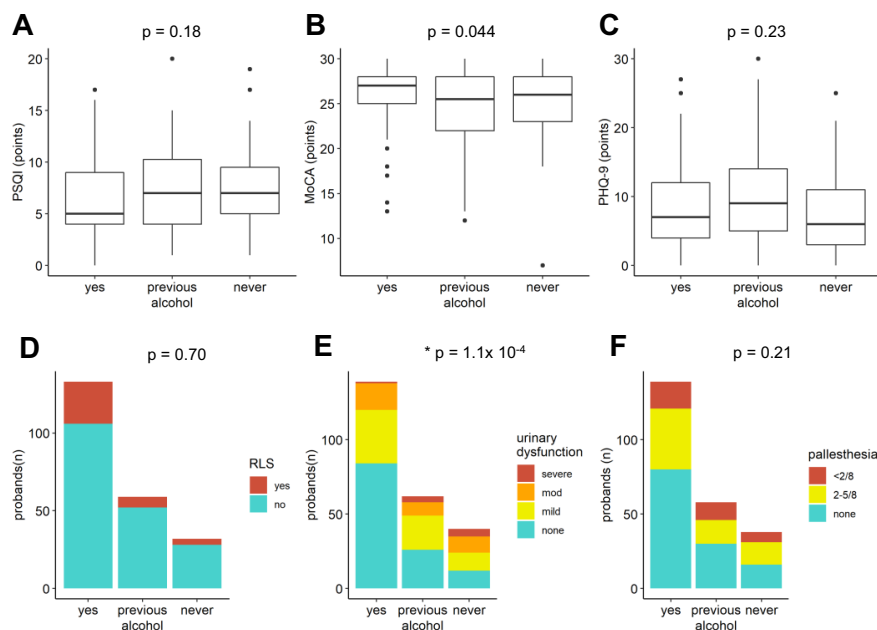 A
p = 0.18
20
15
10
5
0
PSQI (points)
yes
previous
never
alcohol
B
p = 0.044
30
25
20
15
10
MoCA (points)
yes
previous
never
alcohol
C
p = 0.23
30
20
10
0
PHQ-9 (points)
yes
previous
never
alcohol
D
p = 0.70
100
50
0
probands(n)
yes
previous
never
alcohol
RLS
yes
no
E
* p = 1.1x 10⁻⁴
100
50
0
probands(n)
yes
previous
never
alcohol
urinary
dysfunction
severe
mod
mild
none
F
p = 0.21
100
50
0
probands (n)
yes
previous
never
alcohol
pallesthesia
<2/8
2-5/8
none